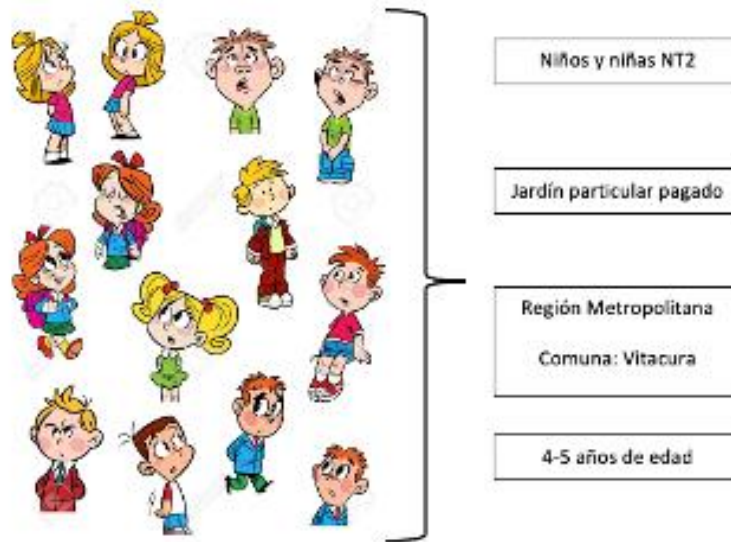 Niños y niñas NT2
Jardín particular pagado
Región Metropolitana
Comuna: Vitacura
4-5 años de edad